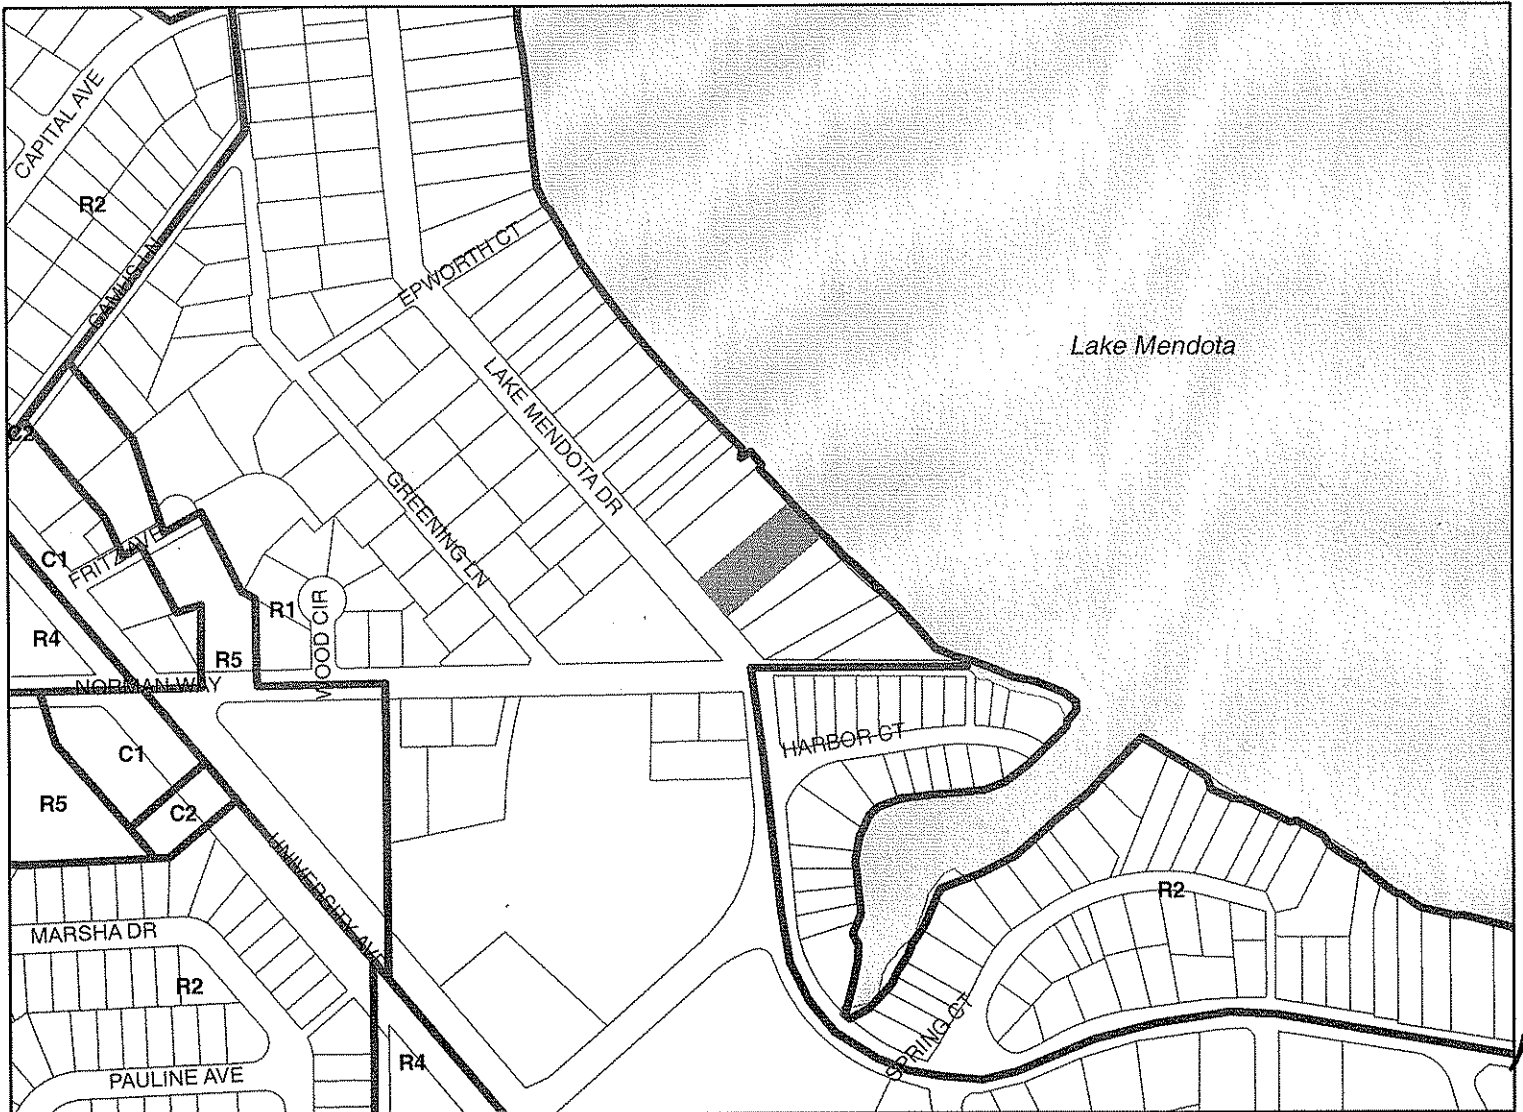 CAPITAL AVE
R2
CAMUS LN
EPWORTH CT
Lake Mendota
LAKE MENDOTA DR
C2
GREENING LN
C1
FRITZ AVE
R1
WOOD CIR
R4
R5
NORMAN WAY
C1
HARBOR CT
R5
C2
UNIVERSITY AVE
R2
MARSHA DR
R2
SPRING CT
R4
PAULINE AVE